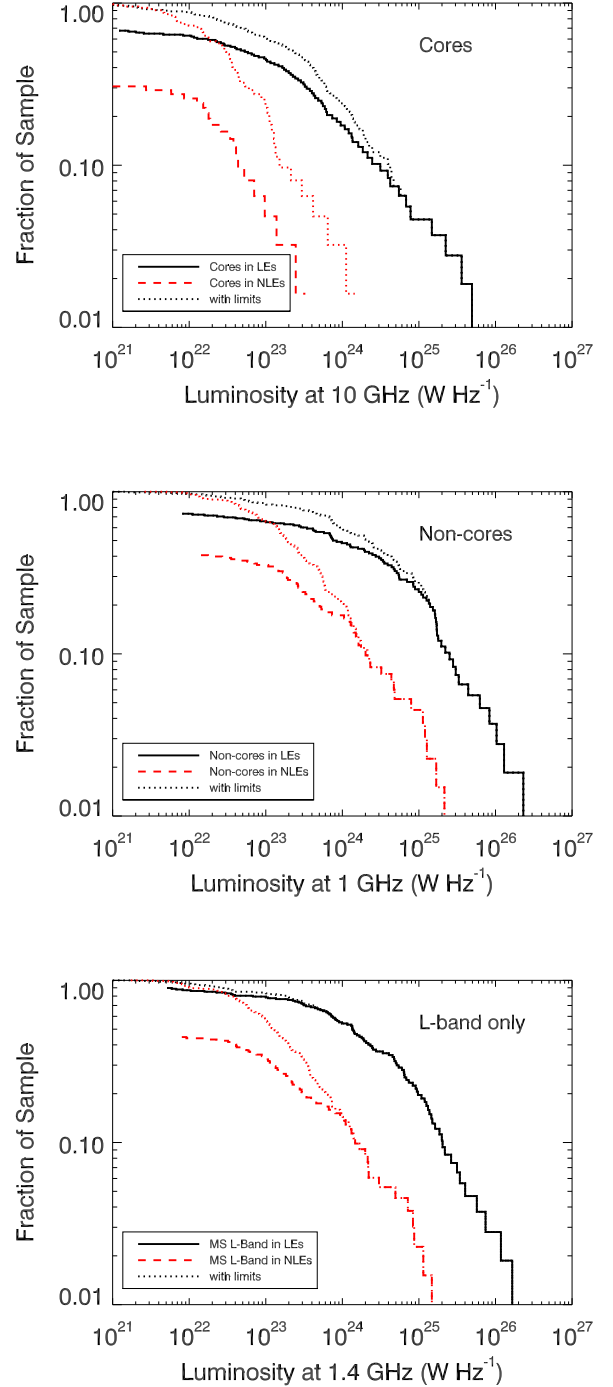 1.00
Cores
0.10
Fraction of Sample
Cores in LEs
Cores in NLEs
with limits
0.01
10^21 10^22 10^23 10^24 10^25 10^26 10^27
Luminosity at 10 GHz (W Hz^-1)
1.00
Non-cores
0.10
Fraction of Sample
Non-cores in LEs
Non-cores in NLEs
with limits
0.01
10^21 10^22 10^23 10^24 10^25 10^26 10^27
Luminosity at 1 GHz (W Hz^-1)
1.00
L-band only
0.10
Fraction of Sample
MS L-Band in LEs
MS L-Band in NLEs
with limits
0.01
10^21 10^22 10^23 10^24 10^25 10^26 10^27
Luminosity at 1.4 GHz (W Hz^-1)